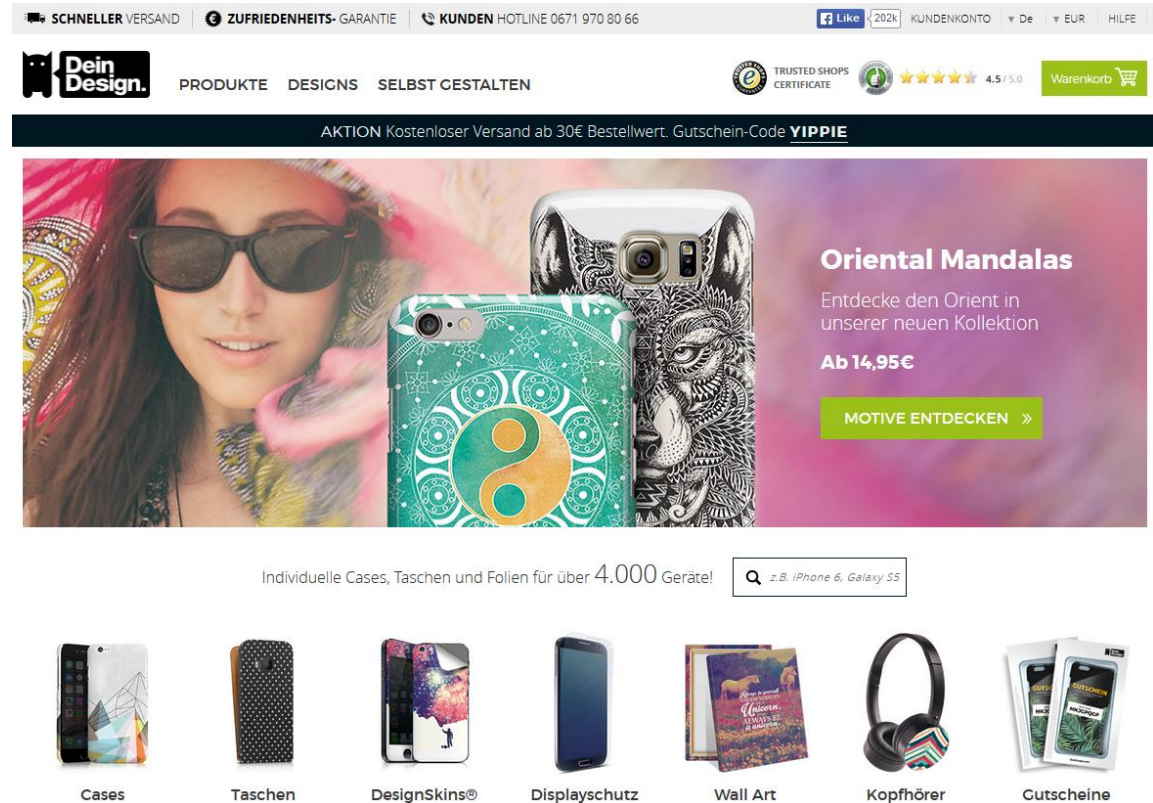 SCHNELLER VERSAND
ZUFRIEDENHEITS- GARANTIE
KUNDEN HOTLINE 0671 970 80 66
Like 202k
KUNDENKONTO
De
EUR
HILFE
Dein
Design.
PRODUKTE DESIGNS SELBST GESTALTEN
TRUSTED SHOPS
CERTIFICATE
4.5 / 5.0
Warenkorb
AKTION Kostenloser Versand ab 30€ Bestellwert. Gutschein-Code YIPPIE
Oriental Mandalas
Entdecke den Orient in
unserer neuen Kollektion
Ab 14,95€
MOTIVE ENTDECKEN »
Individuelle Cases, Taschen und Folien für über 4.000 Geräte!
z.B. iPhone 6, Galaxy S5
Unicorn
ALWAYS BE
a unicorn.
GUTSCHEIN
MKJGPQGP
Cases
Taschen
DesignSkins®
Displayschutz
Wall Art
Kopfhörer
Gutscheine